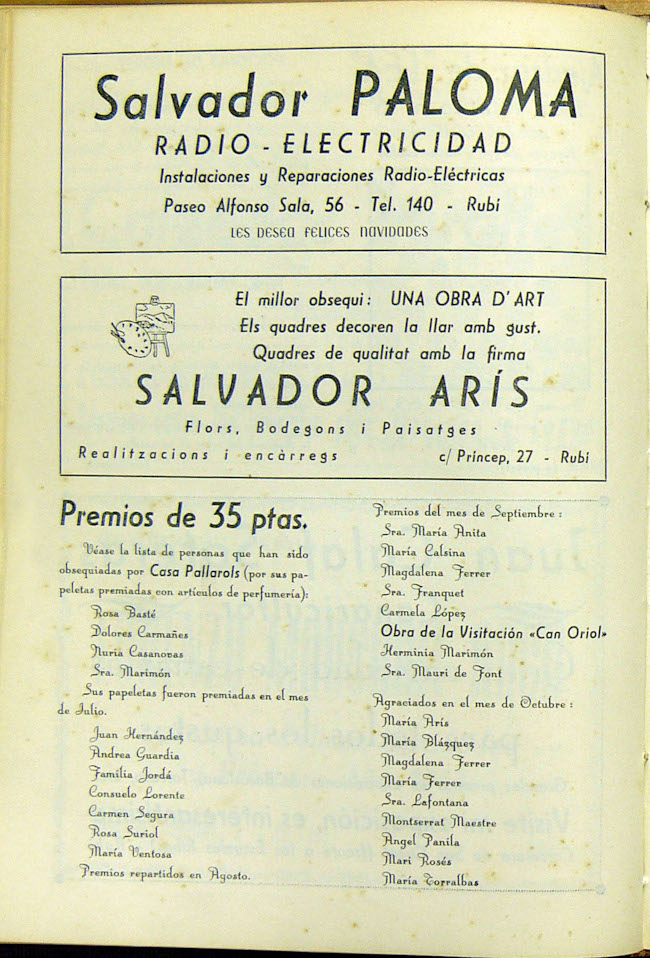 Salvador PALOMA
RADIO - ELECTRICIDAD
Instalaciones y Reparaciones Radio-Eléctricas
Paseo Alfonso Sala, 56 - Tel. 140 - Rubí
LES DESEA FELICES NAVIDADES
El millor obsequi: UNA OBRA D'ART
Els quadres decoren la llar amb gust.
Quadres de qualitat amb la firma
SALVADOR ARÍS
Flors, Bodegons i Paisatges
Realitzacions i encàrregs c/ Príncep, 27 - Rubí
Premios de 35 ptas.
Véase la lista de personas que han sido
obsequiadas por Casa Pallarols (por sus pa-
peletas premiadas con artículos de perfumería):
Rosa Basté
Dolores Carmañes
Nuria Casanovas
Sra. Marimón
Sus papeletas fueron premiadas en el mes
de Julio.
Juan Hernández
Andrea Guardia
Familia Jordá
Consuelo Lorente
Carmen Segura
Rosa Suriol
María Ventosa
Premios repartidos en Agosto.
Premios del mes de Septiembre:
Sra. María Anita
María Calsina
Magdalena Ferrer
Sra. Franquet
Carmela López
Obra de la Visitación «Can Oriol»
Herminia Marimón
Sra. Mauri de Font
Agraciados en el mes de Octubre:
María Arís
María Blázquez
Magdalena Ferrer
María Ferrer
Sra. Lafontana
Montserrat Maestre
Angel Panila
Mari Rosés
María Torralbas